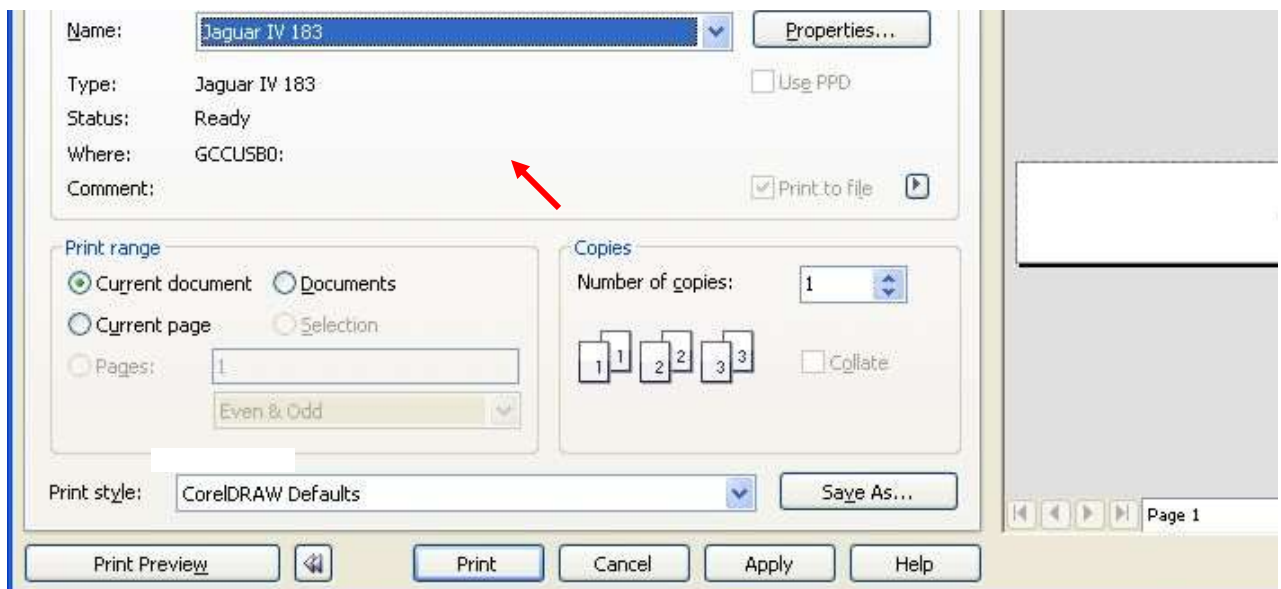 Name: Jaguar IV 183 Properties...
Type: Jaguar IV 183 Use PPD
Status: Ready
Where: GCCUSB0:
Comment: Print to file
Print range Copies
Current document Documents Number of copies: 1
Current page Selection
1 1 2 2 3 3 Collate
Pages: 1
Even & Odd
Print style: CorelDRAW Defaults Save As...
Page 1
Print Preview Print Cancel Apply Help